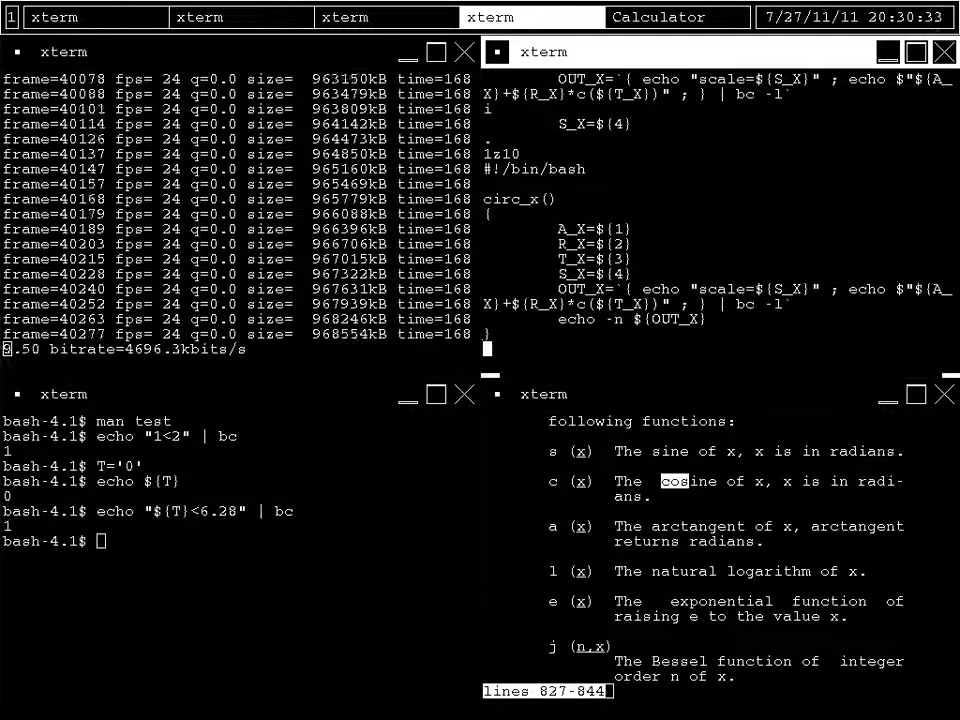 1 xterm xterm xterm xterm Calculator 7/27/11/11 20:30:33
xterm
frame=40078 fps= 24 q=0.0 size=  963150kB time=168
frame=40088 fps= 24 q=0.0 size=  963479kB time=168
frame=40101 fps= 24 q=0.0 size=  963809kB time=168
frame=40114 fps= 24 q=0.0 size=  964142kB time=168
frame=40126 fps= 24 q=0.0 size=  964473kB time=168
frame=40137 fps= 24 q=0.0 size=  964850kB time=168
frame=40147 fps= 24 q=0.0 size=  965160kB time=168
frame=40157 fps= 24 q=0.0 size=  965469kB time=168
frame=40168 fps= 24 q=0.0 size=  965779kB time=168
frame=40179 fps= 24 q=0.0 size=  966088kB time=168
frame=40189 fps= 24 q=0.0 size=  966396kB time=168
frame=40203 fps= 24 q=0.0 size=  966706kB time=168
frame=40215 fps= 24 q=0.0 size=  967015kB time=168
frame=40228 fps= 24 q=0.0 size=  967322kB time=168
frame=40240 fps= 24 q=0.0 size=  967631kB time=168
frame=40252 fps= 24 q=0.0 size=  967939kB time=168
frame=40263 fps= 24 q=0.0 size=  968246kB time=168
frame=40277 fps= 24 q=0.0 size=  968554kB time=168
9.50 bitrate=4696.3kbits/s
xterm
OUT_X=`{ echo "scale=${S_X}" ; echo $"${A_
X}+${R_X}*c(${T_X})" ; } | bc -l`
i
S_X=${4}
.
1z10
#!/bin/bash
circ_x()
{
A_X=${1}
R_X=${2}
T_X=${3}
S_X=${4}
OUT_X=`{ echo "scale=${S_X}" ; echo $"${A_
X}+${R_X}*c(${T_X})" ; } | bc -l`
echo -n ${OUT_X}
}
xterm
bash-4.1$ man test
bash-4.1$ echo "1<2" | bc
1
bash-4.1$ T='0'
bash-4.1$ echo ${T}
0
bash-4.1$ echo "${T}<6.28" | bc
1
bash-4.1$
xterm
following functions:
s (x) The sine of x, x is in radians.
c (x) The cosine of x, x is in radi-
ans.
a (x) The arctangent of x, arctangent
returns radians.
l (x) The natural logarithm of x.
e (x) The exponential function of
raising e to the value x.
j (n,x)
The Bessel function of integer
order n of x.
lines 827-844